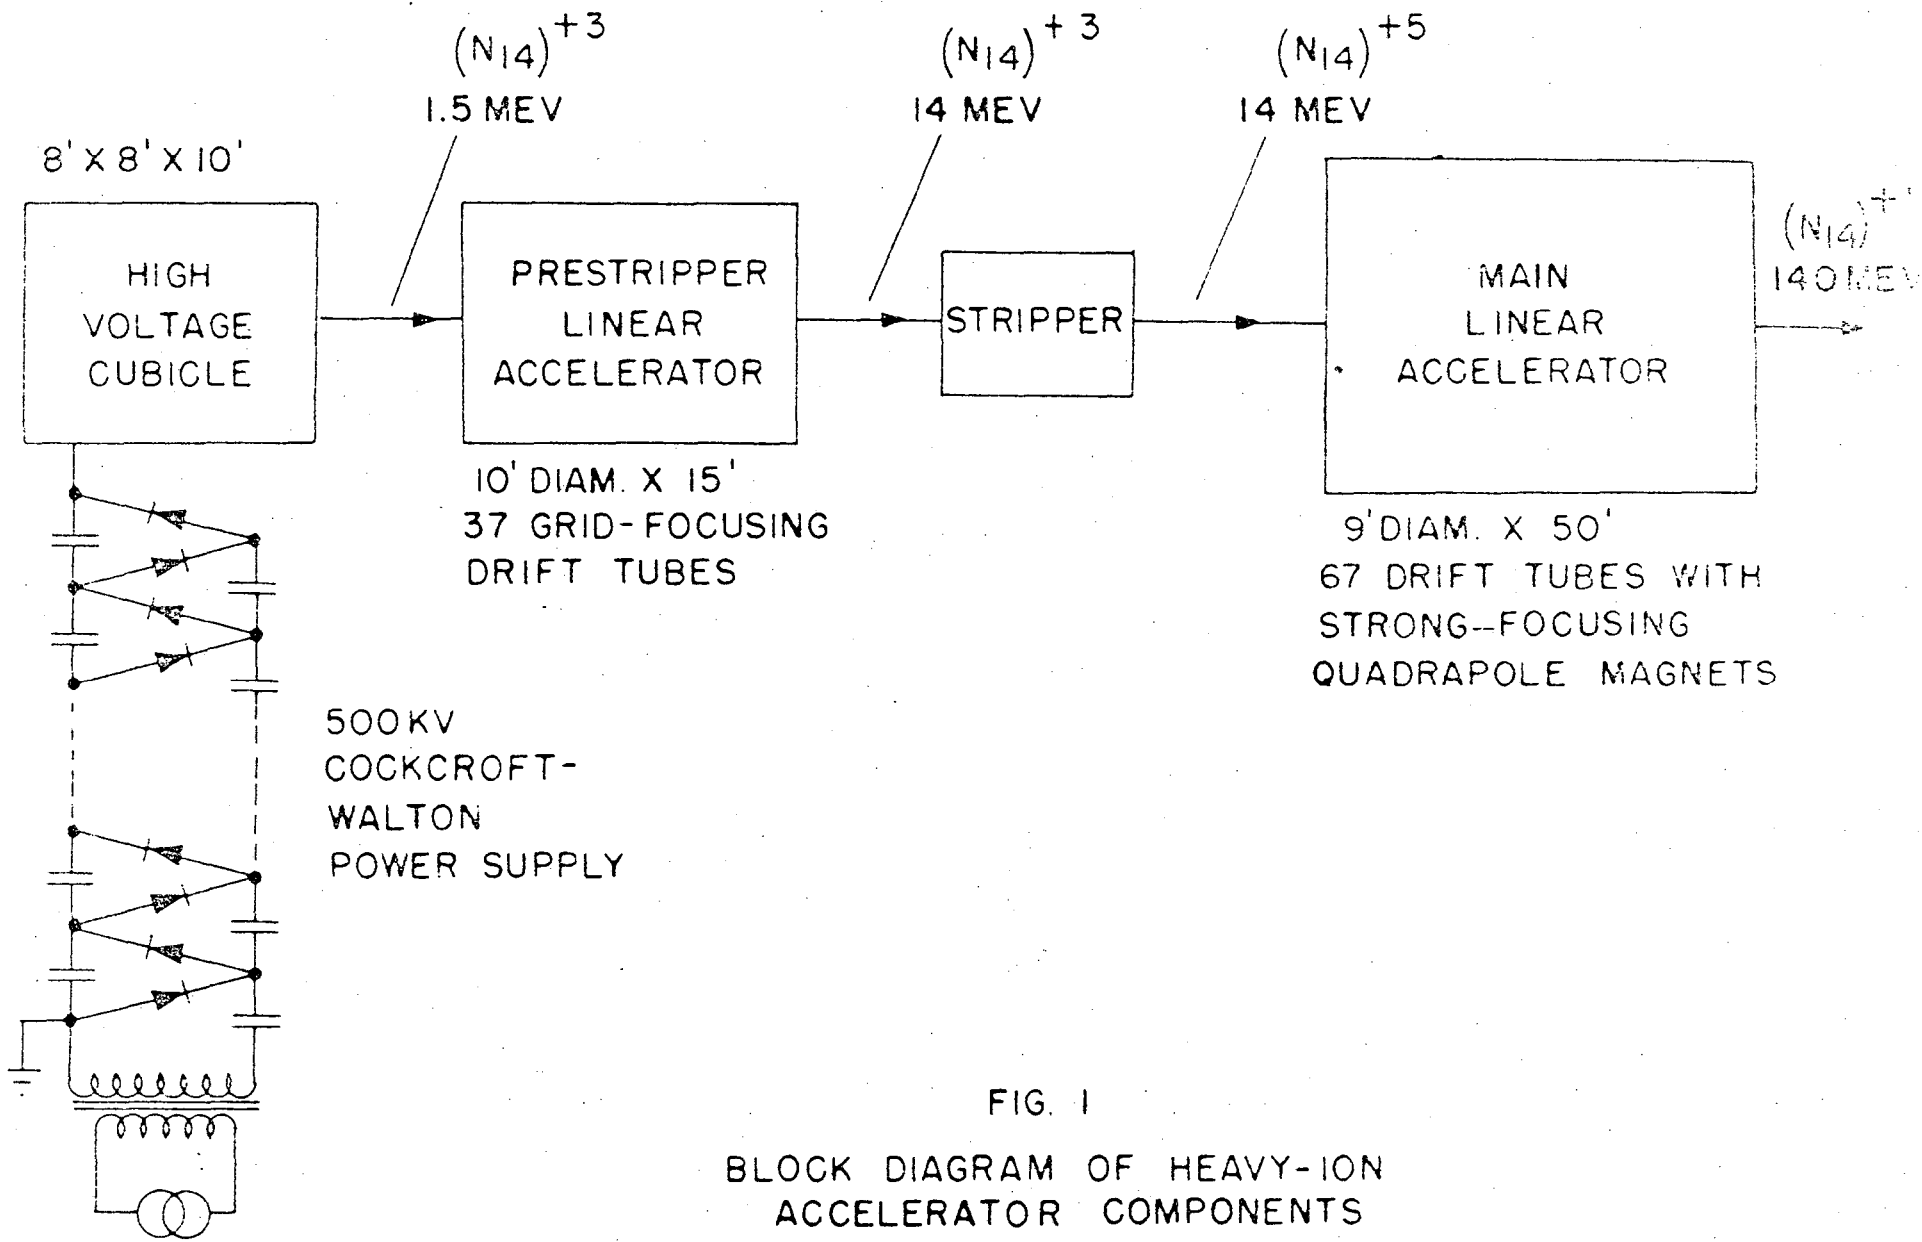 (N14)+3
1.5 MEV
(N14)+3
14 MEV
(N14)+5
14 MEV
8' X 8' X 10'
HIGH
VOLTAGE
CUBICLE
PRESTRIPPER
LINEAR
ACCELERATOR
STRIPPER
MAIN
LINEAR
ACCELERATOR
(N14)+
140 MEV
10' DIAM. X 15'
37 GRID-FOCUSING
DRIFT TUBES
9' DIAM. X 50'
67 DRIFT TUBES WITH
STRONG-FOCUSING
QUADRAPOLE MAGNETS
500 KV
COCKCROFT-
WALTON
POWER SUPPLY
FIG. 1
BLOCK DIAGRAM OF HEAVY-ION
ACCELERATOR COMPONENTS